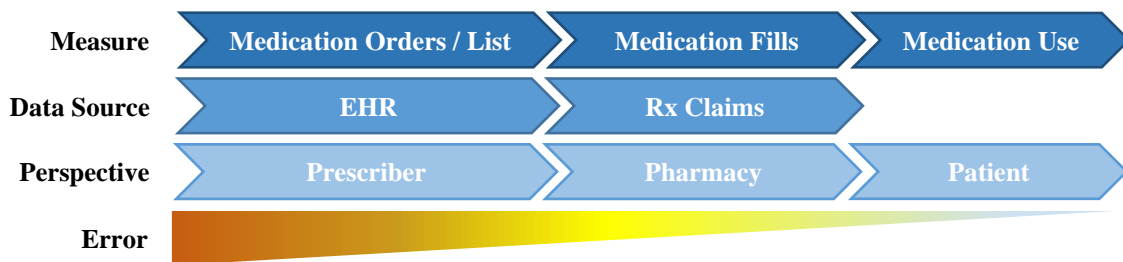 Measure Medication Orders / List Medication Fills Medication Use
Data Source EHR Rx Claims
Perspective Prescriber Pharmacy Patient
Error